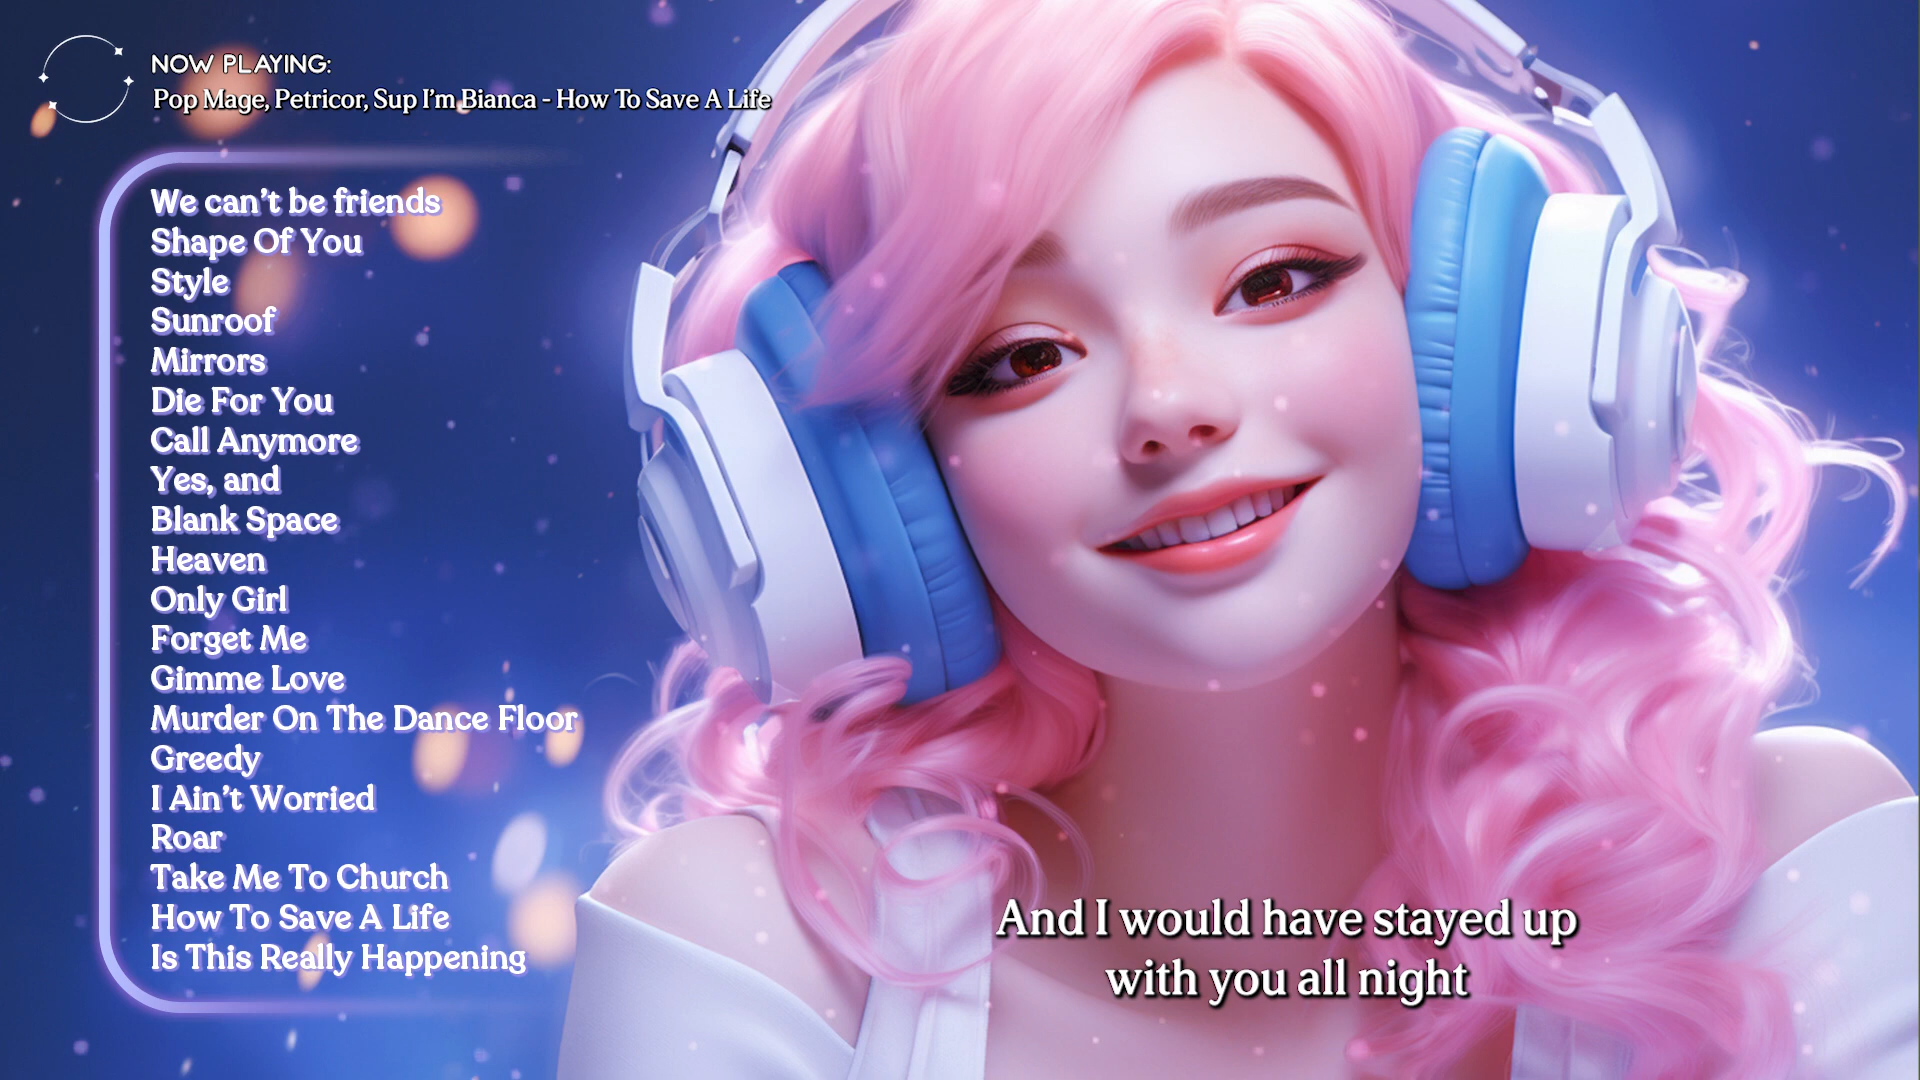 NOW PLAYING:
Pop Mage, Petricor, Sup I'm Bianca - How To Save A Life
We can't be friends
Shape Of You
Style
Sunroof
Mirrors
Die For You
Call Anymore
Yes, and
Blank Space
Heaven
Only Girl
Forget Me
Gimme Love
Murder On The Dance Floor
Greedy
I Ain't Worried
Roar
Take Me To Church
How To Save A Life
Is This Really Happening
And I would have stayed up
with you all night